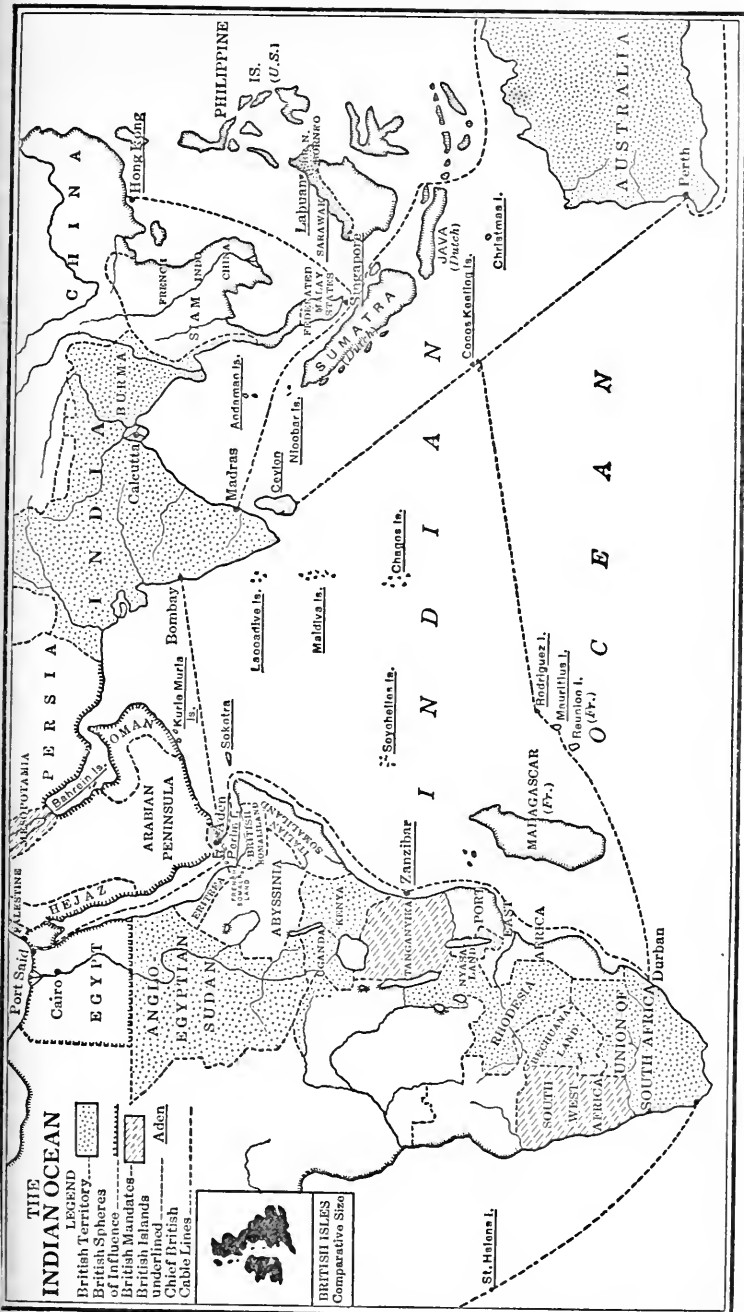 THE
INDIAN OCEAN
LEGEND
British Territory
British Spheres
of Influence
British Mandates
British Islands
underlined
Aden
Chief British
Cable Lines
BRITISH ISLES
Comparative Size
St. Helena I.
Port Said
Cairo
EGYPT
PALESTINE
HEJAZ
MESOPOTAMIA
Bahrein Is.
PERSIA
OMAN
ARABIAN
PENINSULA
Kuria Muria
Is.
Aden
Perim I.
Sokotra
ANGLO
EGYPTIAN
SUDAN
ERITREA
FRENCH
SOMALI
LAND
BRITISH
SOMALILAND
ITALIAN
SOMALILAND
ABYSSINIA
UGANDA
KENYA
TANGANYIKA
Zanzibar
NYASA
LAND
PORT.
EAST
AFRICA
RHODESIA
BECHUANA
LAND
SOUTH
WEST
AFRICA
UNION OF
SOUTH AFRICA
Durban
MADAGASCAR
(Fr.)
Rodriguez I.
Mauritius I.
Reunion I.
(Fr.)
Seychelles Is.
Chagos Is.
Maldive Is.
Laccadive Is.
INDIA
Bombay
Calcutta
Madras
Ceylon
BURMA
Andaman Is.
Nicobar Is.
CHINA
Hong Kong
FRENCH
INDO
CHINA
SIAM
FEDERATED
MALAY
STATES
Singapore
SUMATRA
(Dutch)
JAVA
(Dutch)
Labuan
SARAWAK
BORNEO
PHILIPPINE
IS.
(U.S.)
Cocos Keeling Is.
Christmas I.
AUSTRALIA
Perth
INDIAN
OCEAN